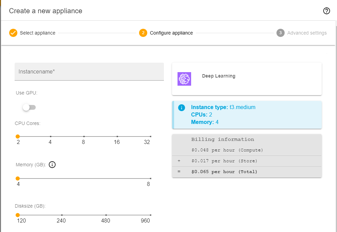 Create a new appliance
Select appliance
2 Configure appliance
3 Advanced settings
Instancename*
Deep Learning
Use GPU
Instance type: I3 medium
CPUs: 2
Memory: 4
CPU Cores
2 4 8 16 32
Billing information
$0.048 per hour (Compute)
+ $0.017 per hour (Store)
= $0.065 per hour (Total)
Memory (GB)
4 8
Disksize (GB)
120 240 480 960